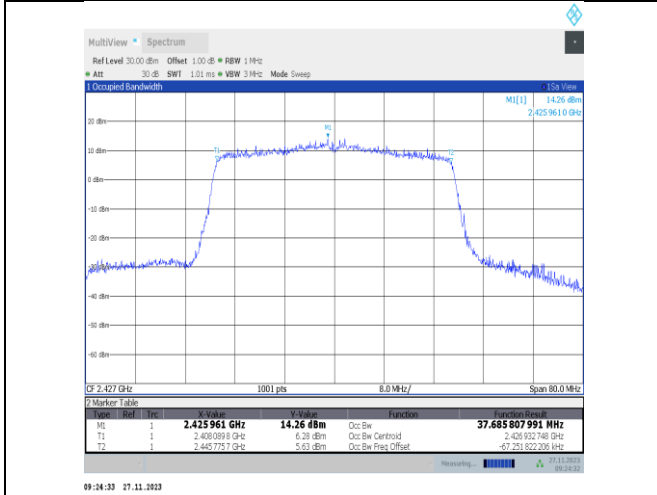 MultiView Spectrum
Ref Level 30.00 dBm Offset 1.00 dB RBW 1 MHz
Att 30 dB SWT 1.01 ms VBW 3 MHz Mode Sweep
1 Occupied Bandwidth 1Sa View
M1[1] 14.26 dBm
2.4259610 GHz
20 dBm
M1
10 dBm T1 T2
0 dBm
-10 dBm
-20 dBm
-30 dBm
-40 dBm
-50 dBm
-60 dBm
CF 2.427 GHz 1001 pts 8.0 MHz/ Span 80.0 MHz
2 Marker Table
Type Ref Trc X-Value Y-Value Function Function Result
M1 1 2.425961 GHz 14.26 dBm Occ Bw 37.685807991 MHz
T1 1 2.4080898 GHz 6.28 dBm Occ Bw Centroid 2.426932748 GHz
T2 1 2.4457757 GHz 5.63 dBm Occ Bw Freq Offset -67.251822206 kHz
Measuring... 27.11.2023
09:24:32
09:24:33 27.11.2023